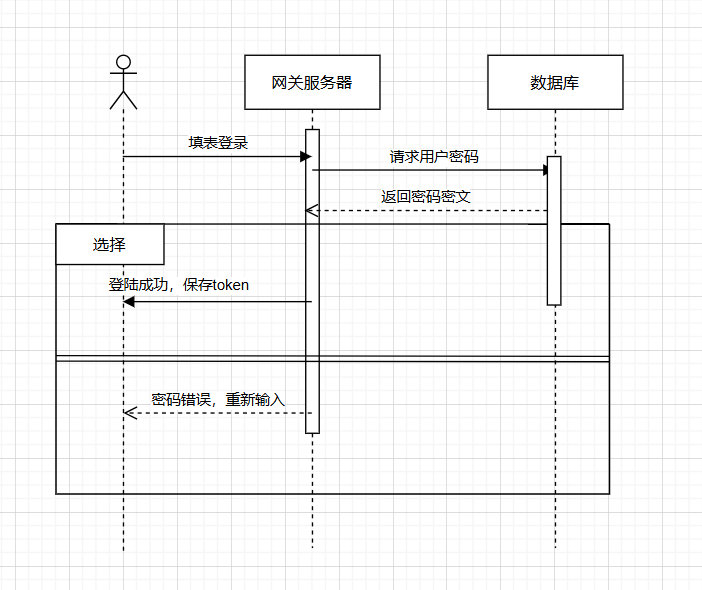 网关服务器
数据库
填表登录
请求用户密码
返回密码密文
选择
登陆成功，保存token
密码错误，重新输入